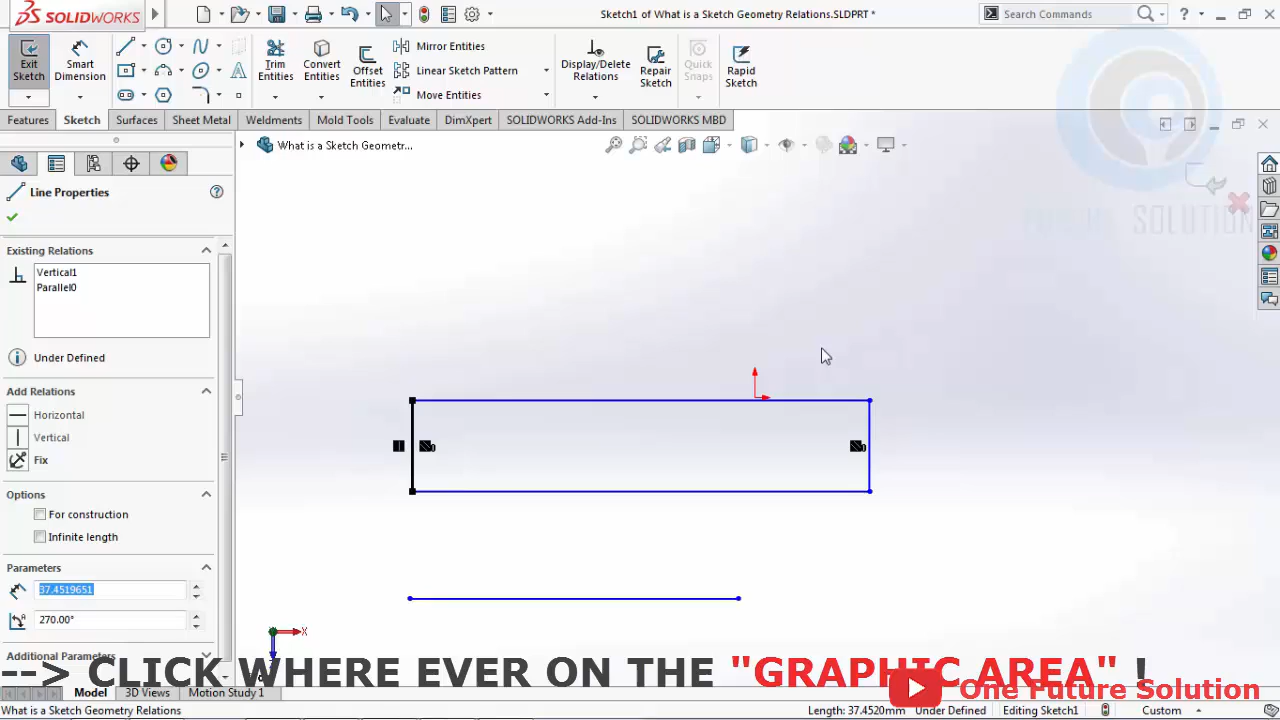 SOLIDWORKS
Sketch1 of What is a Sketch Geometry Relations.SLDPRT *
Search Commands
Exit Sketch
Smart Dimension
Trim Entities
Convert Entities
Offset Entities
Mirror Entities
Linear Sketch Pattern
Move Entities
Display/Delete Relations
Repair Sketch
Quick Snaps
Rapid Sketch
Features
Sketch
Surfaces
Sheet Metal
Weldments
Mold Tools
Evaluate
DimXpert
SOLIDWORKS Add-Ins
SOLIDWORKS MBD
What is a Sketch Geometr...
Line Properties
Existing Relations
Vertical1
Parallel0
Under Defined
Add Relations
Horizontal
Vertical
Fix
Options
For construction
Infinite length
Parameters
37.4519651
270.00°
Additional Parameters
X
--> CLICK WHERE EVER ON THE "GRAPHIC AREA" !
One Future Solution
Model
3D Views
Motion Study 1
What is a Sketch Geometry Relations
Length: 37.4520mm
Under Defined
Editing Sketch1
Custom